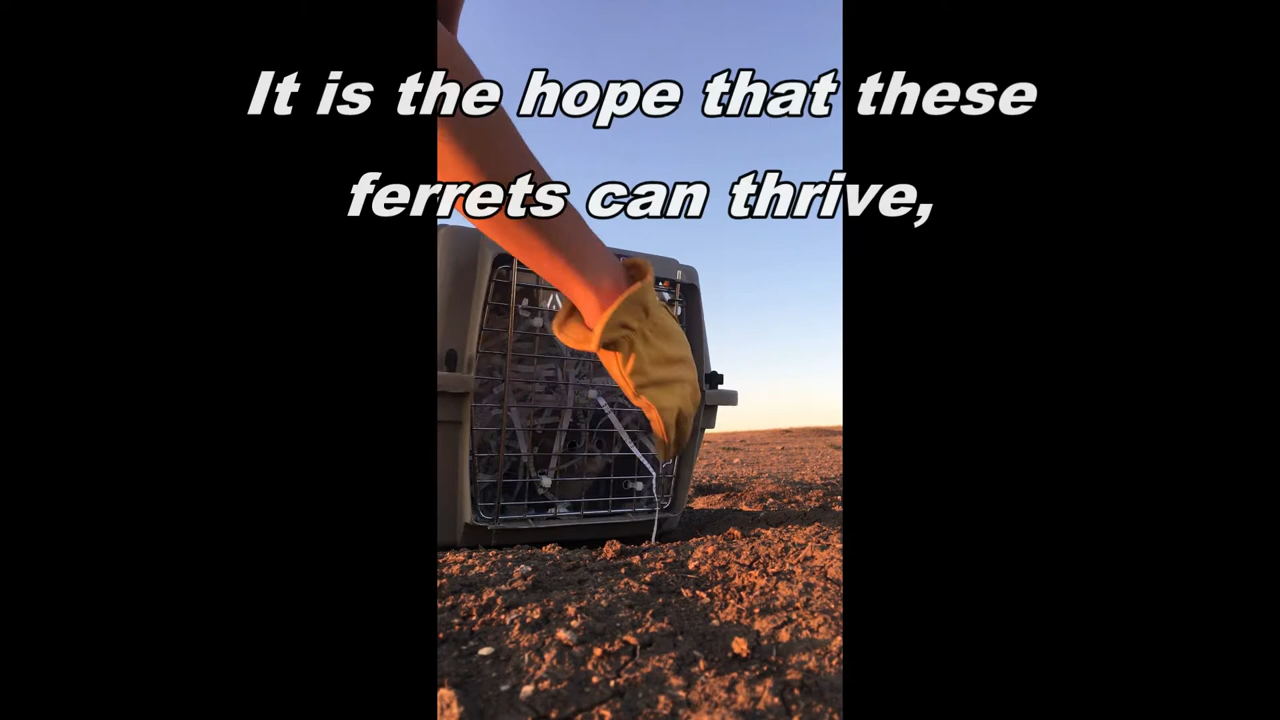 It is the hope that these
ferrets can thrive,